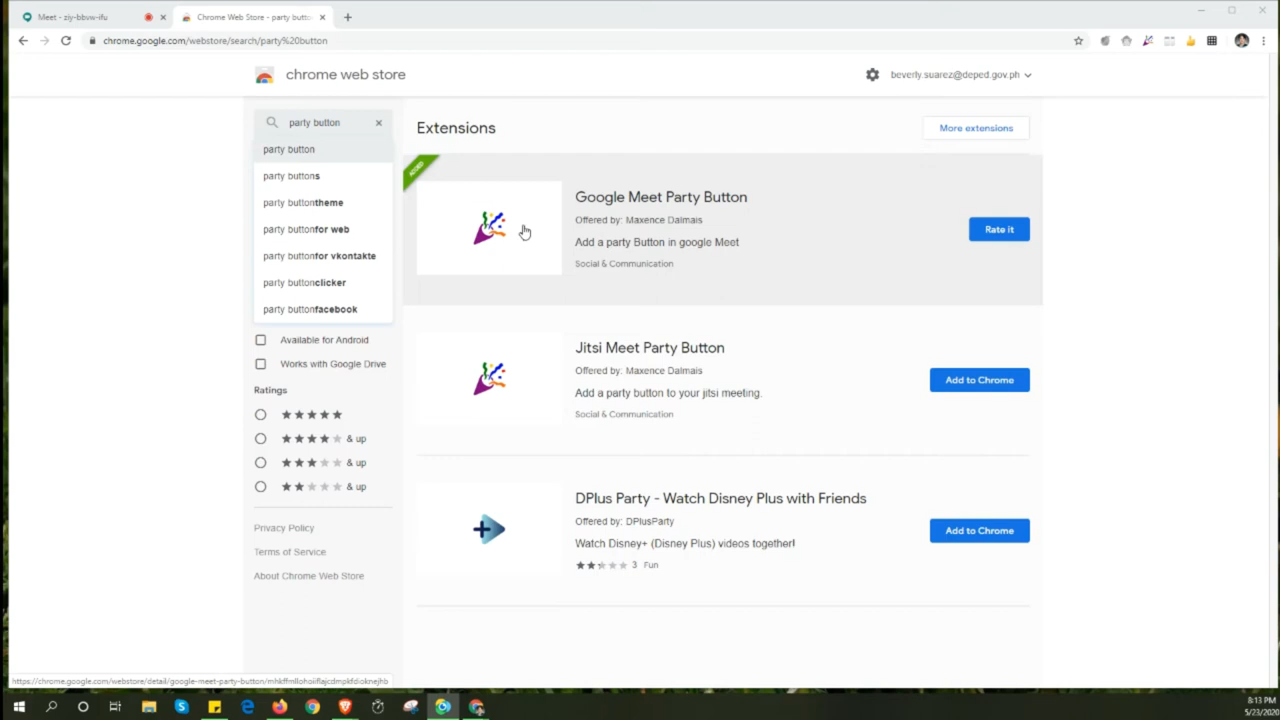 Meet - ziy-bbvw-ifu
Chrome Web Store - party butto
chrome.google.com/webstore/search/party%20button
chrome web store
beverly.suarez@deped.gov.ph
party button
party button
party buttons
party buttontheme
party buttonfor web
party buttonfor vkontakte
party buttonclicker
party buttonfacebook
Available for Android
Works with Google Drive
Ratings
& up
& up
& up
Privacy Policy
Terms of Service
About Chrome Web Store
Extensions
More extensions
ADDED
Google Meet Party Button
Offered by: Maxence Dalmais
Add a party Button in google Meet
Social & Communication
Rate it
Jitsi Meet Party Button
Offered by: Maxence Dalmais
Add a party button to your jitsi meeting.
Social & Communication
Add to Chrome
DPlus Party - Watch Disney Plus with Friends
Offered by: DPlusParty
Watch Disney+ (Disney Plus) videos together!
3 Fun
Add to Chrome
8:13 PM
5/23/2020